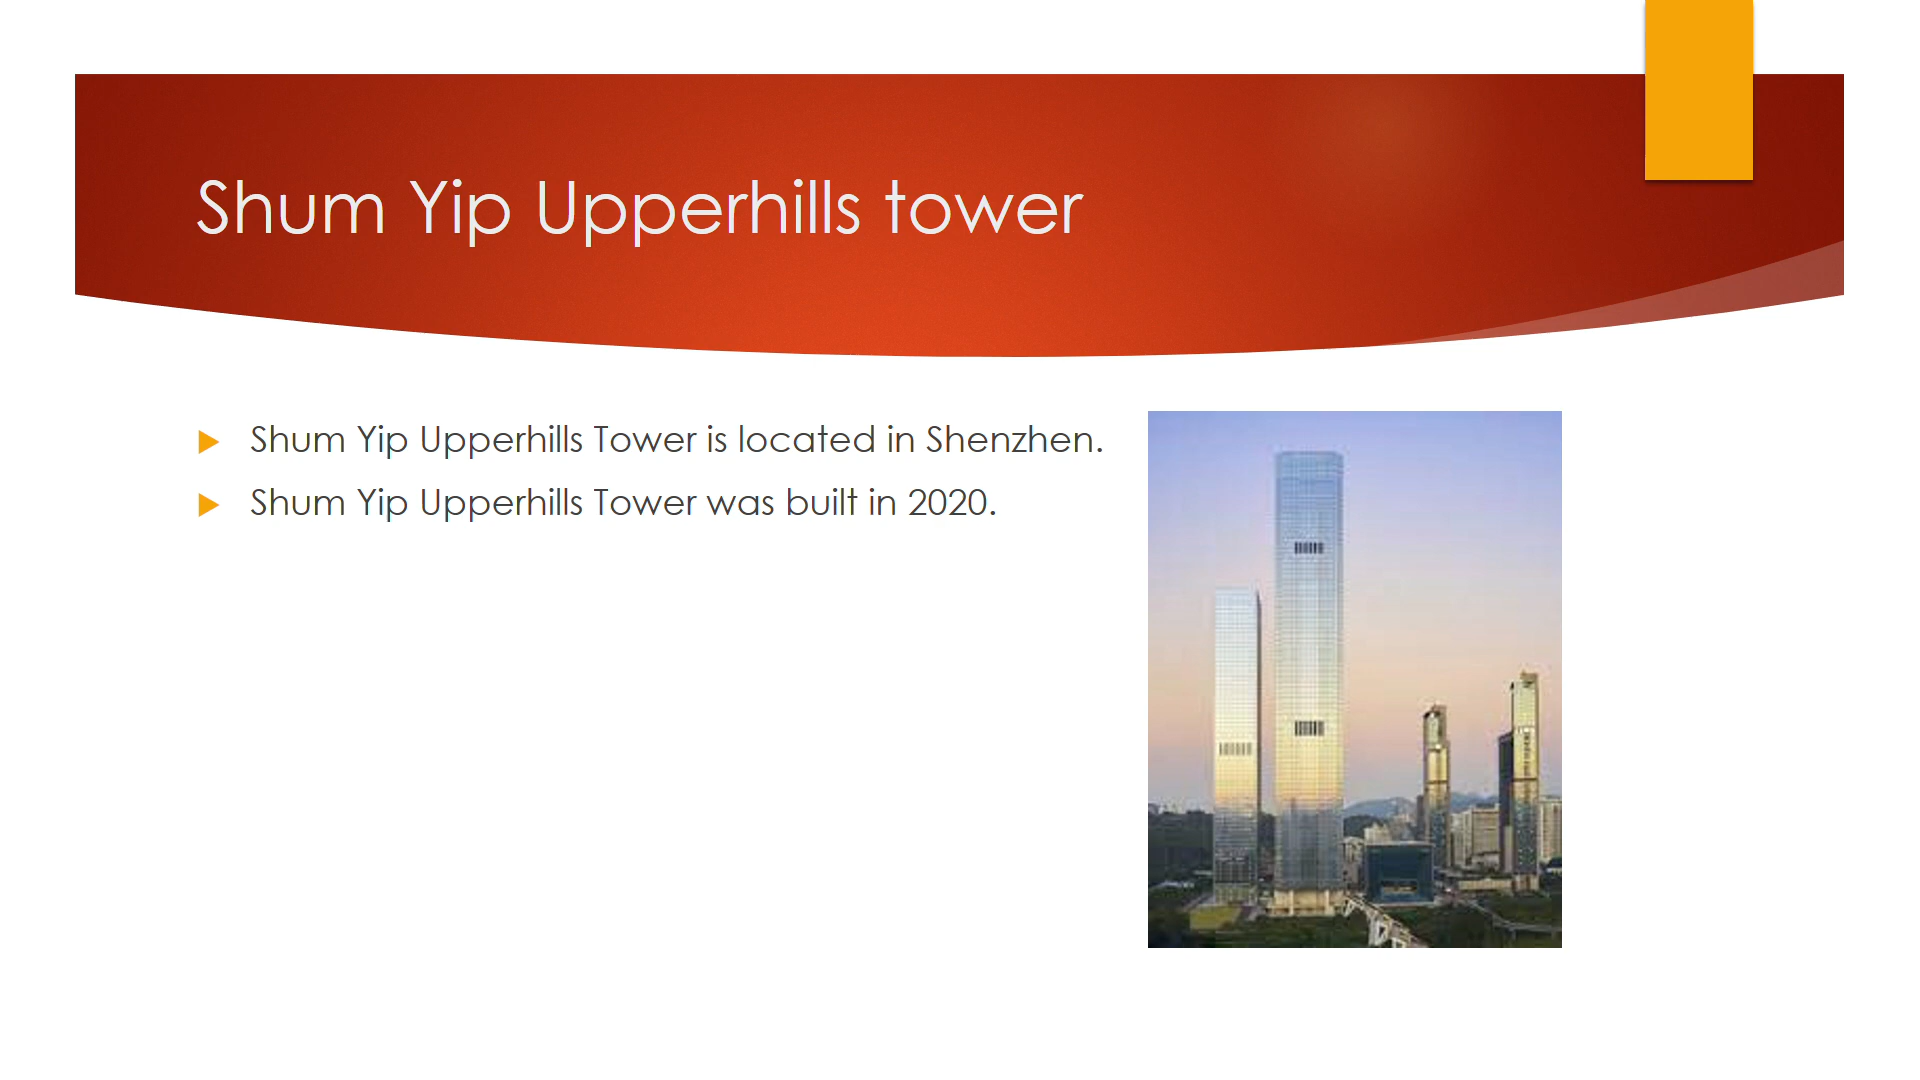 Shum Yip Upperhills tower
Shum Yip Upperhills Tower is located in Shenzhen.
Shum Yip Upperhills Tower was built in 2020.